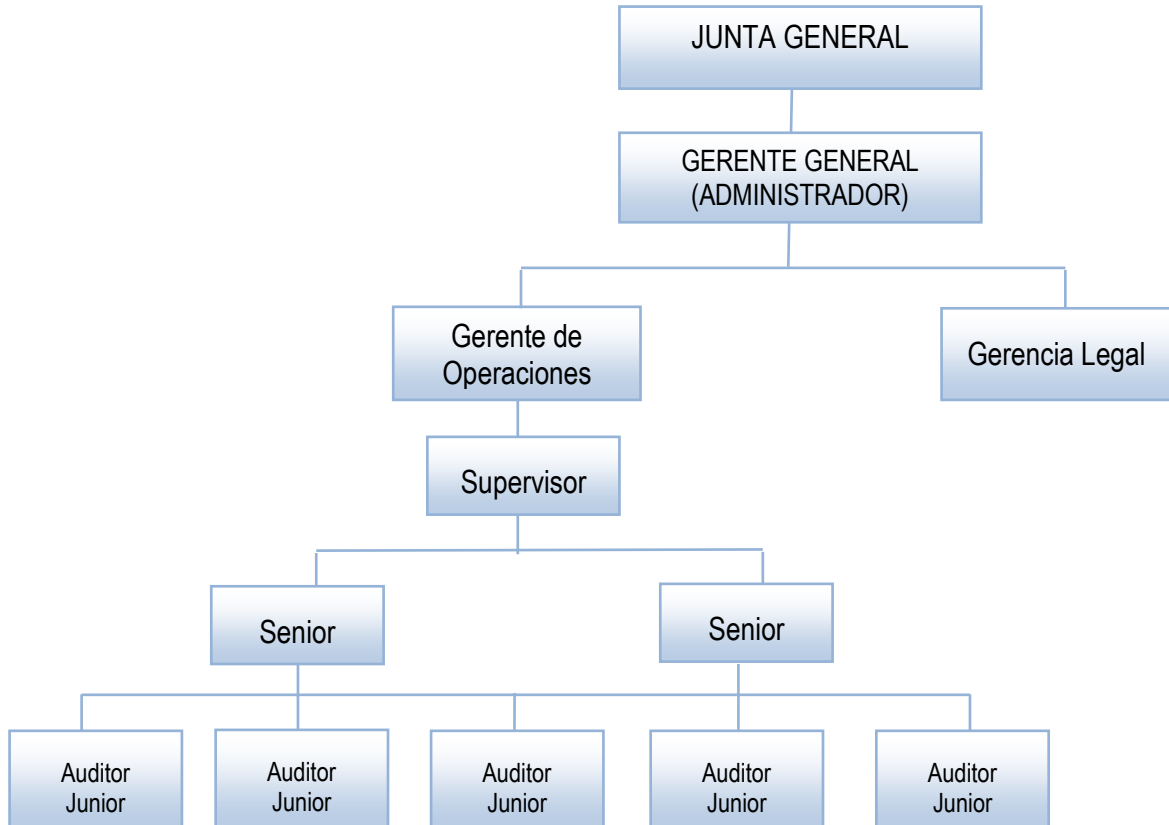 JUNTA GENERAL
GERENTE GENERAL
(ADMINISTRADOR)
Gerente de
Operaciones
Gerencia Legal
Supervisor
Senior
Senior
Auditor
Junior
Auditor
Junior
Auditor
Junior
Auditor
Junior
Auditor
Junior